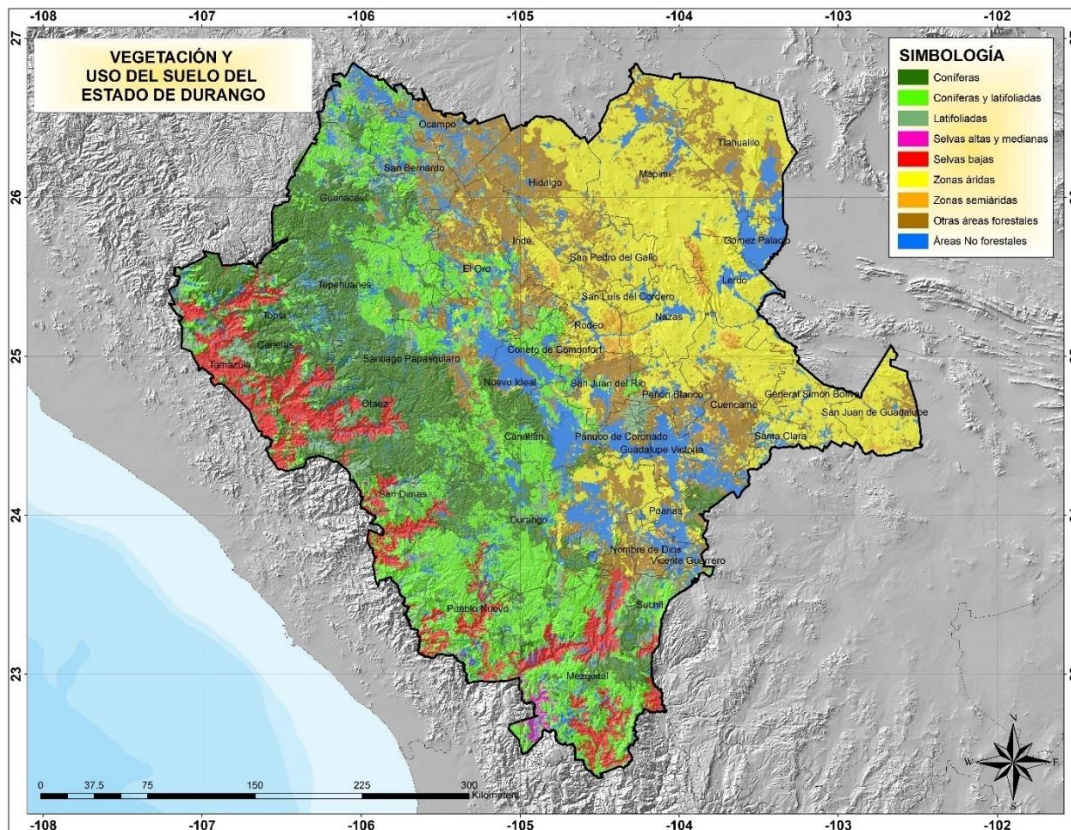 -108 -107 -106 -105 -104 -103 -102
27
VEGETACIÓN Y
USO DEL SUELO DEL
ESTADO DE DURANGO
SIMBOLOGÍA
Coníferas
Coníferas y latifoliadas
Latifoliadas
Selvas altas y medianas
Selvas bajas
Zonas áridas
Zonas semiáridas
Otras áreas forestales
Áreas No forestales
Ocampo
Tlahualilo
San Bernardo
Mapimí
Hidalgo
26
Guanaceví
Indé
Gómez Palacio
San Pedro del Gallo
El Oro
Lerdo
Tepehuanes
San Luis del Cordero
Topia
Nazas
Rodeo
Canelas
Coneto de Comonfort
25
Santiago Papasquiaro
Tamazula
Nuevo Ideal
San Juan del Río
Peñón Blanco
General Simón Bolívar
Otaez
Cuencamé
San Juan de Guadalupe
Canatlán
Pánuco de Coronado
Santa Clara
Guadalupe Victoria
San Dimas
24
Poanas
Durango
Nombre de Dios
Vicente Guerrero
Pueblo Nuevo
Suchil
23
Mezquital
N
W E
S
0 37.5 75 150 225 300
Kilometers
-108 -107 -106 -105 -104 -103 -102